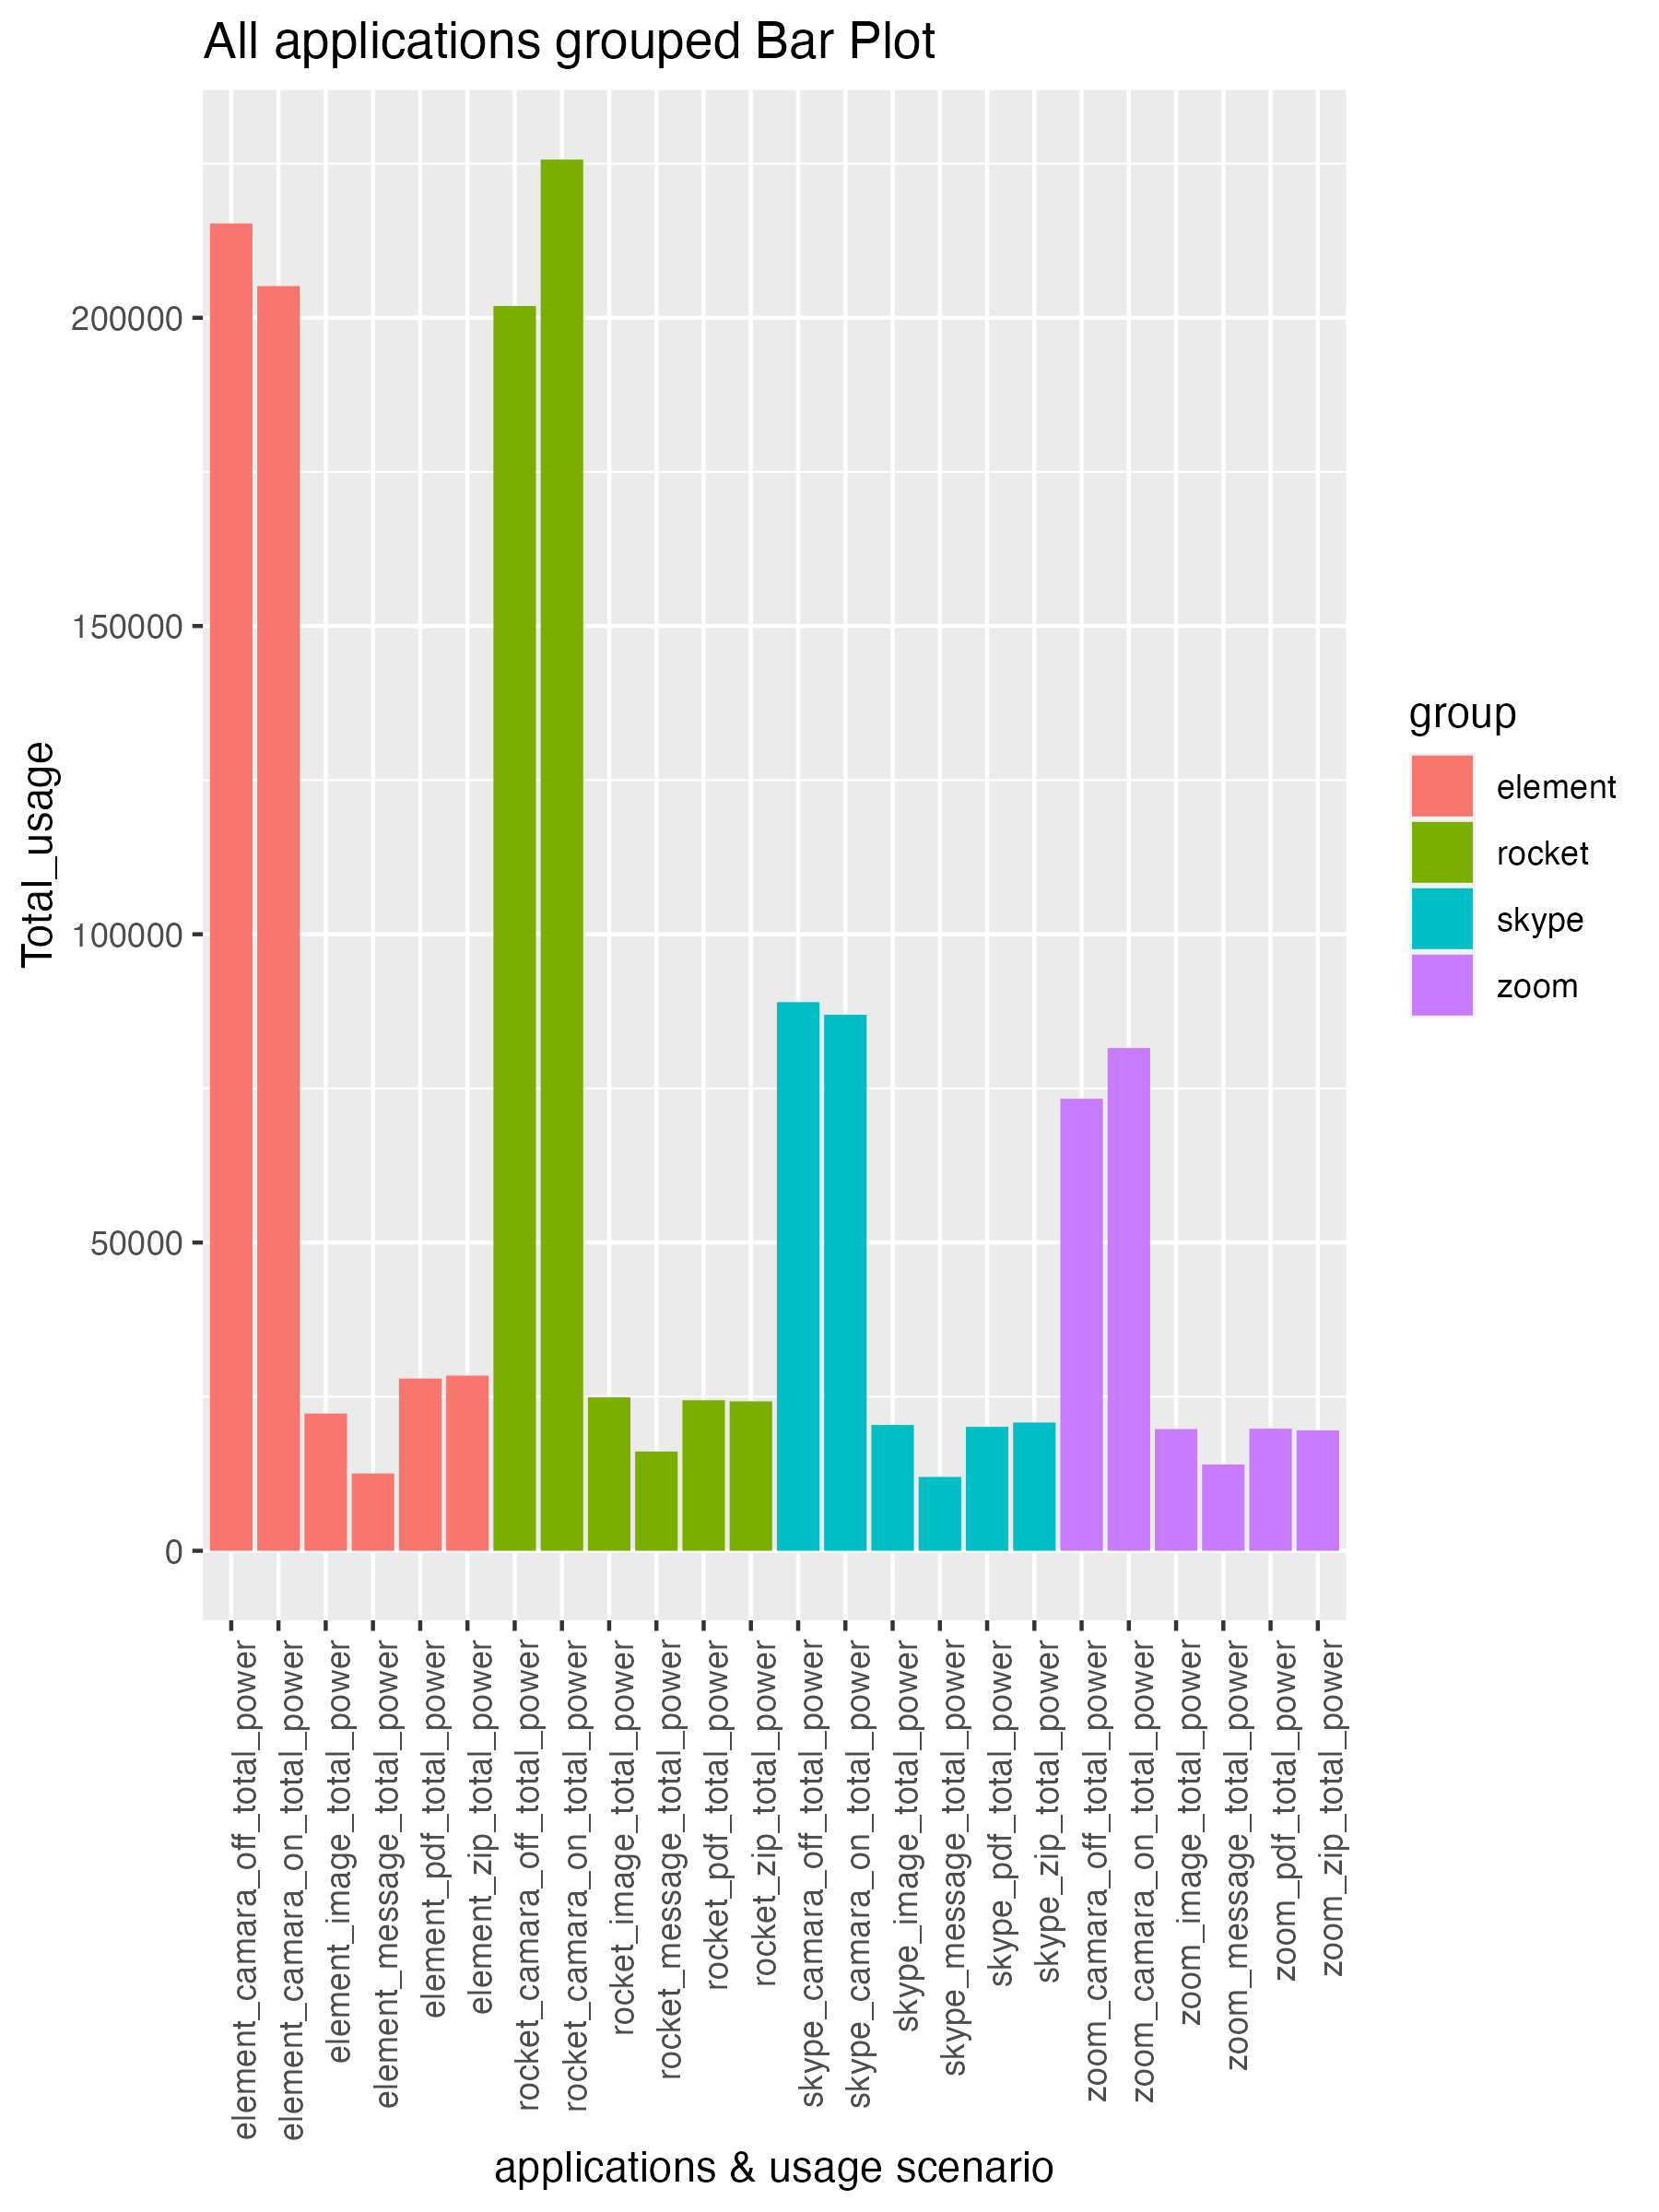 All applications grouped Bar Plot
Total_usage
200000
150000
100000
50000
0
element_camara_off_total_power
element_camara_on_total_power
element_image_total_power
element_message_total_power
element_pdf_total_power
element_zip_total_power
rocket_camara_off_total_power
rocket_camara_on_total_power
rocket_image_total_power
rocket_message_total_power
rocket_pdf_total_power
rocket_zip_total_power
skype_camara_off_total_power
skype_camara_on_total_power
skype_image_total_power
skype_message_total_power
skype_pdf_total_power
skype_zip_total_power
zoom_camara_off_total_power
zoom_camara_on_total_power
zoom_image_total_power
zoom_message_total_power
zoom_pdf_total_power
zoom_zip_total_power
applications & usage scenario
group
element
rocket
skype
zoom